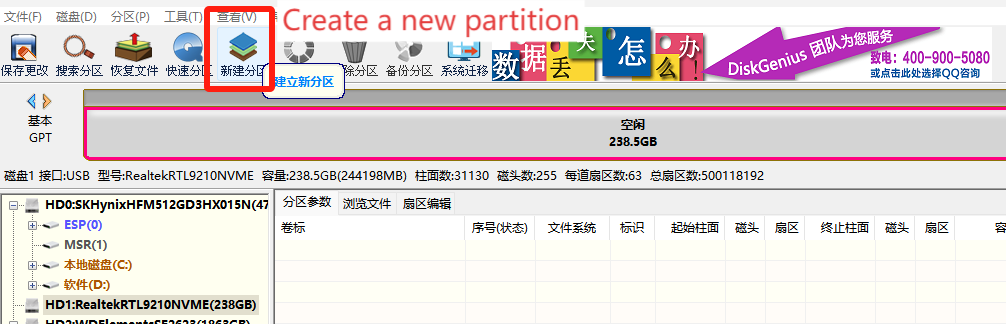 文件(F) 磁盘(D) 分区(P) 工具(T) 查看(V)
Create a new partition
保存更改 搜索分区 恢复文件 快速分区 新建分区 除分区 备份分区 系统迁移
数据丢失怎么办!
DiskGenius 团队为您服务
致电: 400-900-5080
或点击此处选择QQ咨询
建立新分区
基本
GPT
空闲
238.5GB
磁盘1 接口:USB 型号:RealtekRTL9210NVME 容量:238.5GB(244198MB) 柱面数:31130 磁头数:255 每道扇区数:63 总扇区数:500118192
HD0:SKHynixHFM512GD3HX015N(47
ESP(0)
MSR(1)
本地磁盘(C:)
软件(D:)
HD1:RealtekRTL9210NVME(238GB)
HD2:WDElementsSE2623(1863GB)
分区参数 浏览文件 扇区编辑
卷标 序号(状态) 文件系统 标识 起始柱面 磁头 扇区 终止柱面 磁头 扇区 容